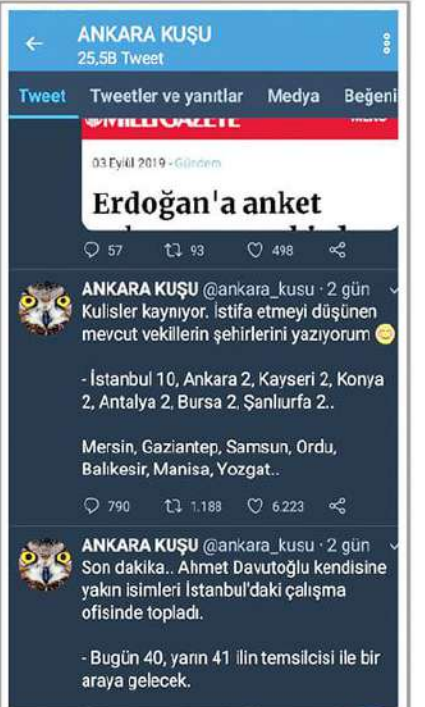 ANKARA KUŞU
25,5B Tweet
Tweet Tweetler ve yanıtlar Medya Beğeni
MİLLİ GAZETE
03 Eylül 2019 - Gündem
Erdoğan'a anket
57 93 498
ANKARA KUŞU @ankara_kusu · 2 gün
Kulisler kaynıyor. İstifa etmeyi düşünen
mevcut vekillerin şehirlerini yazıyorum 😊
- İstanbul 10, Ankara 2, Kayseri 2, Konya
2, Antalya 2, Bursa 2, Şanlıurfa 2..
Mersin, Gaziantep, Samsun, Ordu,
Balıkesir, Manisa, Yozgat..
790 1.188 6.223
ANKARA KUŞU @ankara_kusu · 2 gün
Son dakika.. Ahmet Davutoğlu kendisine
yakın isimleri İstanbul'daki çalışma
ofisinde topladı.
- Bugün 40, yarın 41 ilin temsilcisi ile bir
araya gelecek.